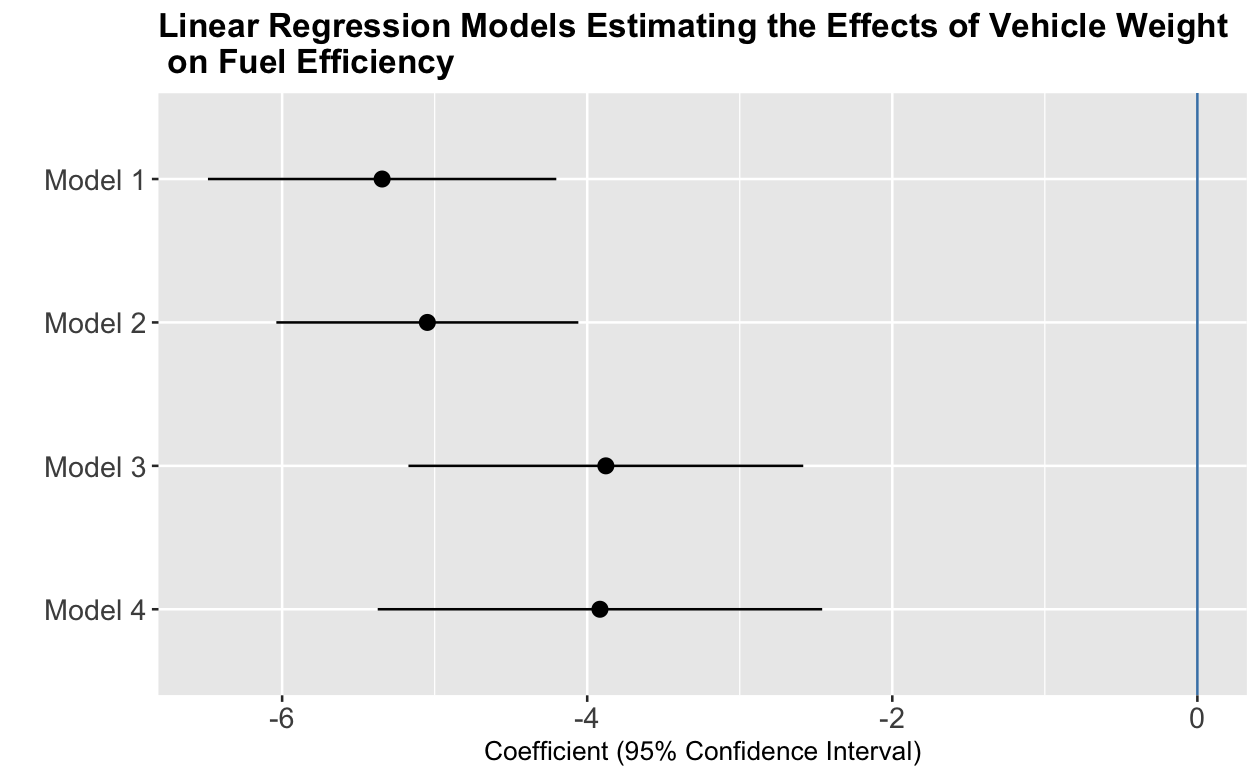 Linear Regression Models Estimating the Effects of Vehicle Weight
on Fuel Efficiency
Model 1
Model 2
Model 3
Model 4
-6 -4 -2 0
Coefficient (95% Confidence Interval)